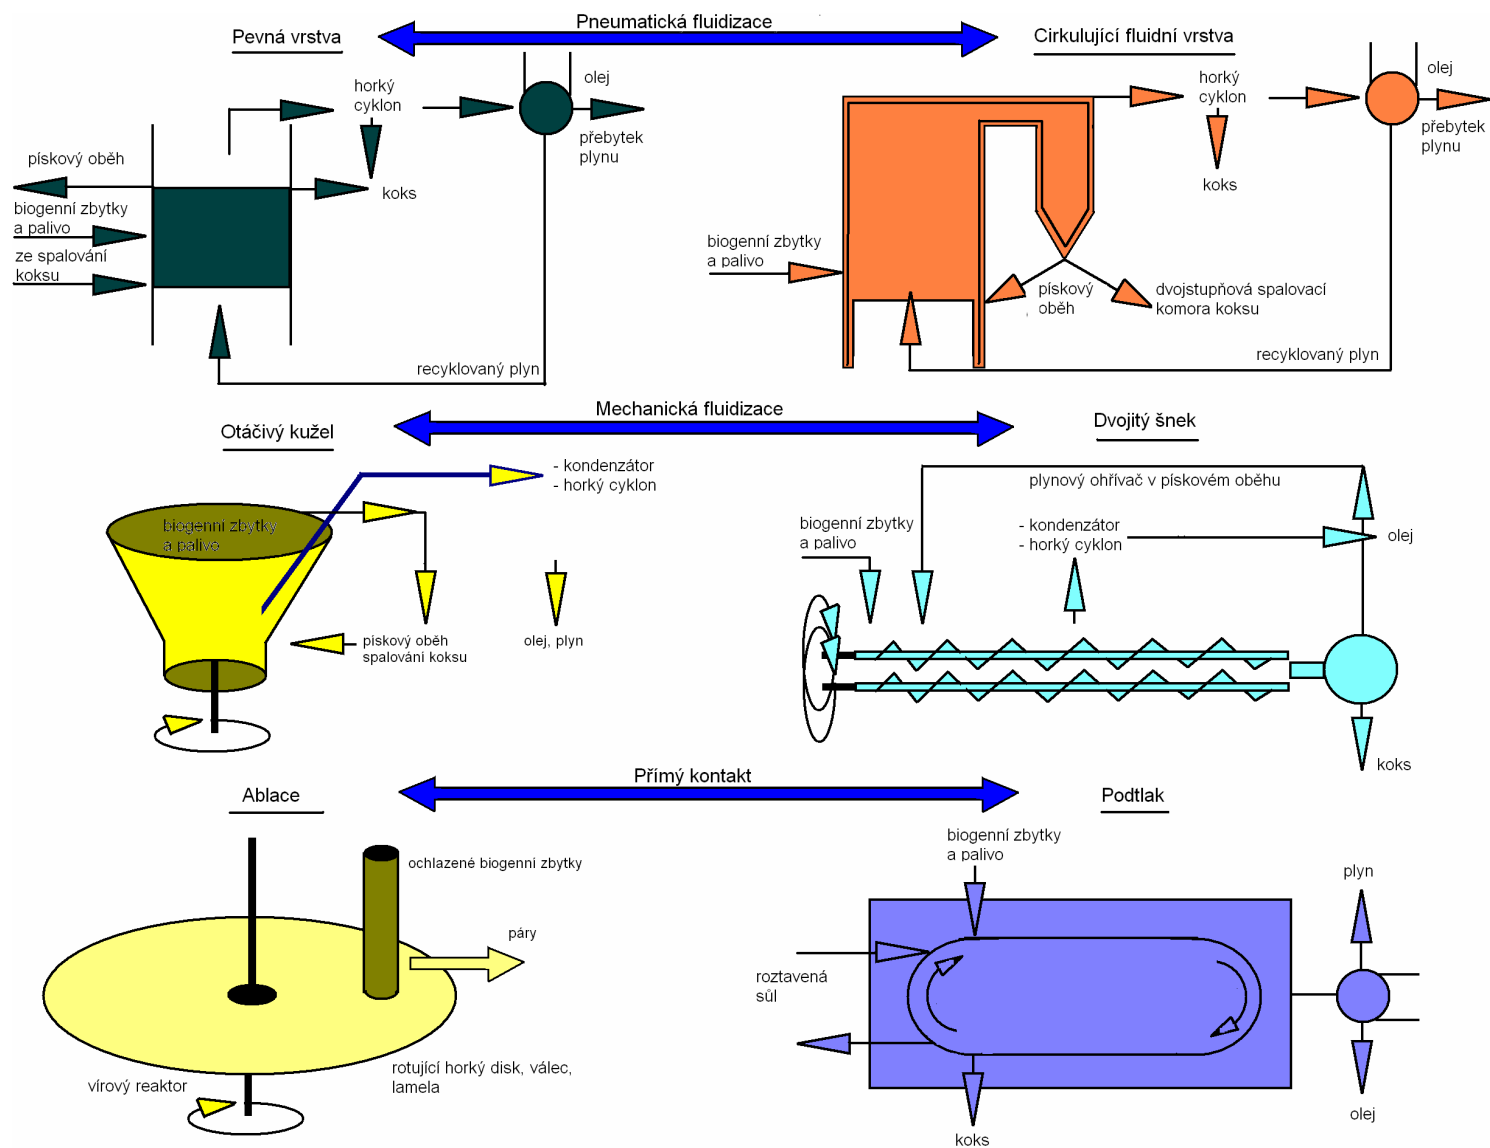 Pneumatická fluidizace
Pevná vrstva
Cirkulující fluidní vrstva
horký
cyklon
olej
přebytek
plynu
pískový oběh
koks
biogenní zbytky
a palivo
ze spalování
koksu
recyklovaný plyn
horký
cyklon
olej
přebytek
plynu
koks
biogenní zbytky
a palivo
pískový
oběh
dvojstupňová spalovací
komora koksu
recyklovaný plyn
Mechanická fluidizace
Otáčivý kužel
Dvojitý šnek
- kondenzátor
- horký cyklon
biogenní zbytky
a palivo
pískový oběh
spalování koksu
olej, plyn
plynový ohřívač v pískovém oběhu
biogenní zbytky
a palivo
- kondenzátor
- horký cyklon
olej
koks
Přímý kontakt
Ablace
Podtlak
ochlazené biogenní zbytky
páry
vírový reaktor
rotující horký disk, válec,
lamela
biogenní zbytky
a palivo
plyn
roztavená
sůl
olej
koks